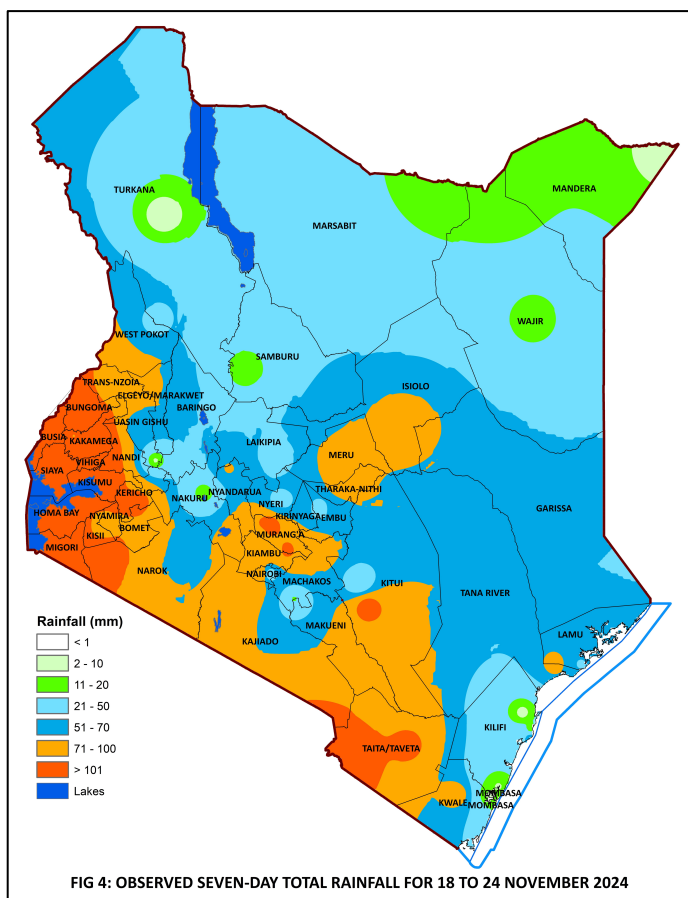 TURKANA
MANDERA
MARSABIT
WAJIR
WEST POKOT
SAMBURU
TRANS-NZOIA
ISIOLO
ELGEYO/MARAKWET
BUNGOMA
BARINGO
UASIN GISHU
BUSIA
KAKAMEGA
LAIKIPIA
NANDI
MERU
VIHIGA
SIAYA
KISUMU
THARAKA-NITHI
KERICHO
NAKURU
NYANDARUA
NYERI
GARISSA
HOMA BAY
NYAMIRA
KIRINYAGA
EMBU
BOMET
KISII
MURANG'A
MIGORI
KIAMBU
NAROK
NAIROBI
MACHAKOS
KITUI
TANA RIVER
MAKUENI
LAMU
KAJIADO
KILIFI
TAITA/TAVETA
MOMBASA
KWALE
MOMBASA
Rainfall (mm)
< 1
2 - 10
11 - 20
21 - 50
51 - 70
71 - 100
> 101
Lakes
FIG 4: OBSERVED SEVEN-DAY TOTAL RAINFALL FOR 18 TO 24 NOVEMBER 2024